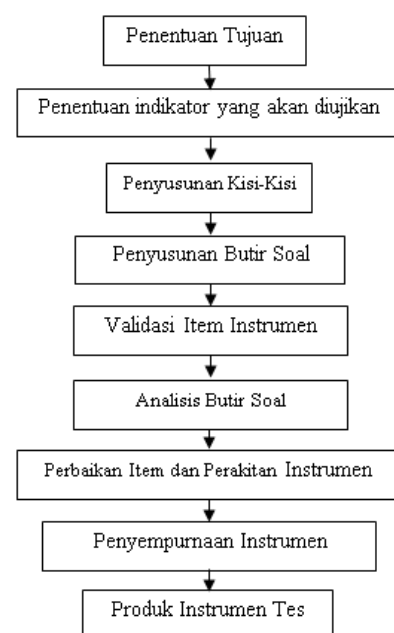 Penentuan Tujuan
Penentuan indikator yang akan diujikan
Penyusunan Kisi-Kisi
Penyusunan Butir Soal
Validasi Item Instrumen
Analisis Butir Soal
Perbaikan Item dan Perakitan Instrumen
Penyempurnaan Instrumen
Produk Instrumen Tes